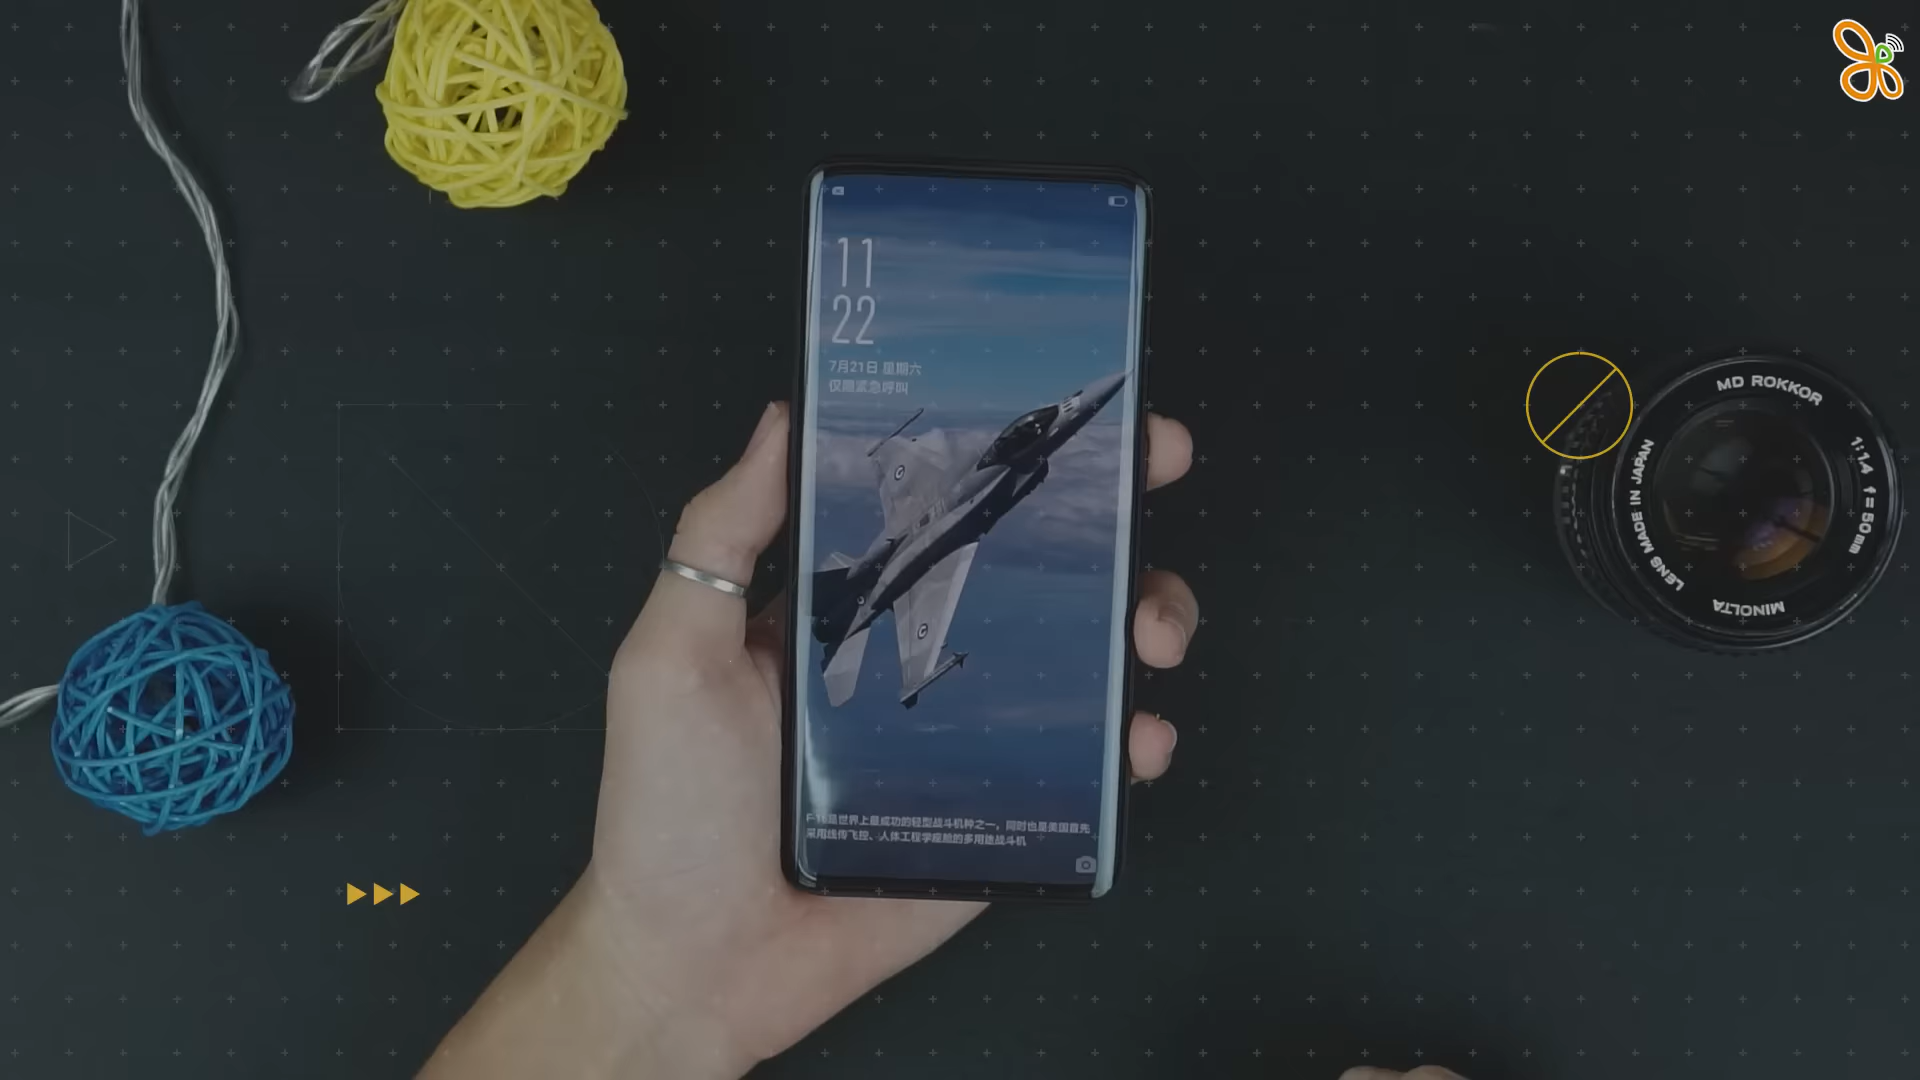 11
22
7月21日 星期六
仅限紧急呼叫
F-16是世界上最成功的轻型战斗机种之一，同时也是美国首先
采用线传飞控、人体工程学座舱的多用途战斗机
MD ROKKOR
1:1.4 f=50mm
LENS MADE IN JAPAN
MINOLTA